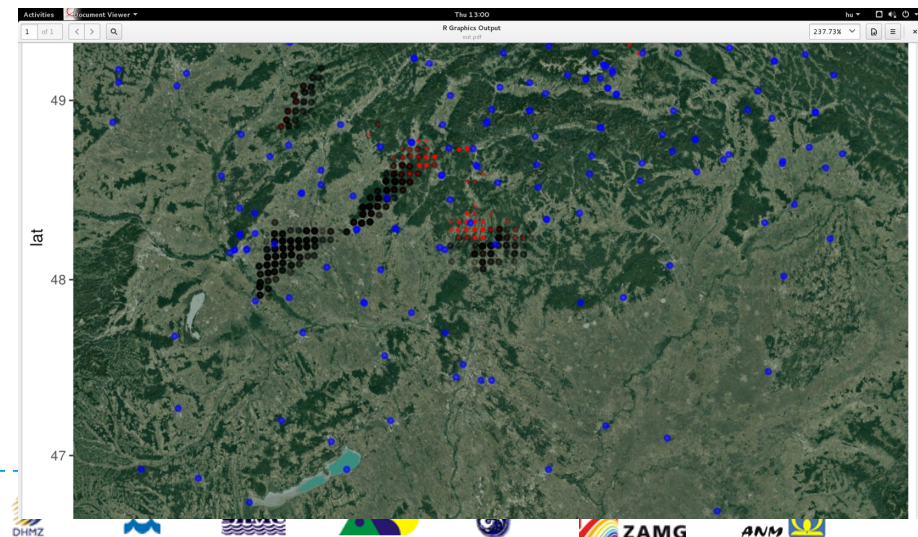 Activities Document Viewer Thu 13:00 hu
1 of 1 R Graphics Output 237.73%
out.pdf
49
lat
48
47
DHMZ ZAMG ANM